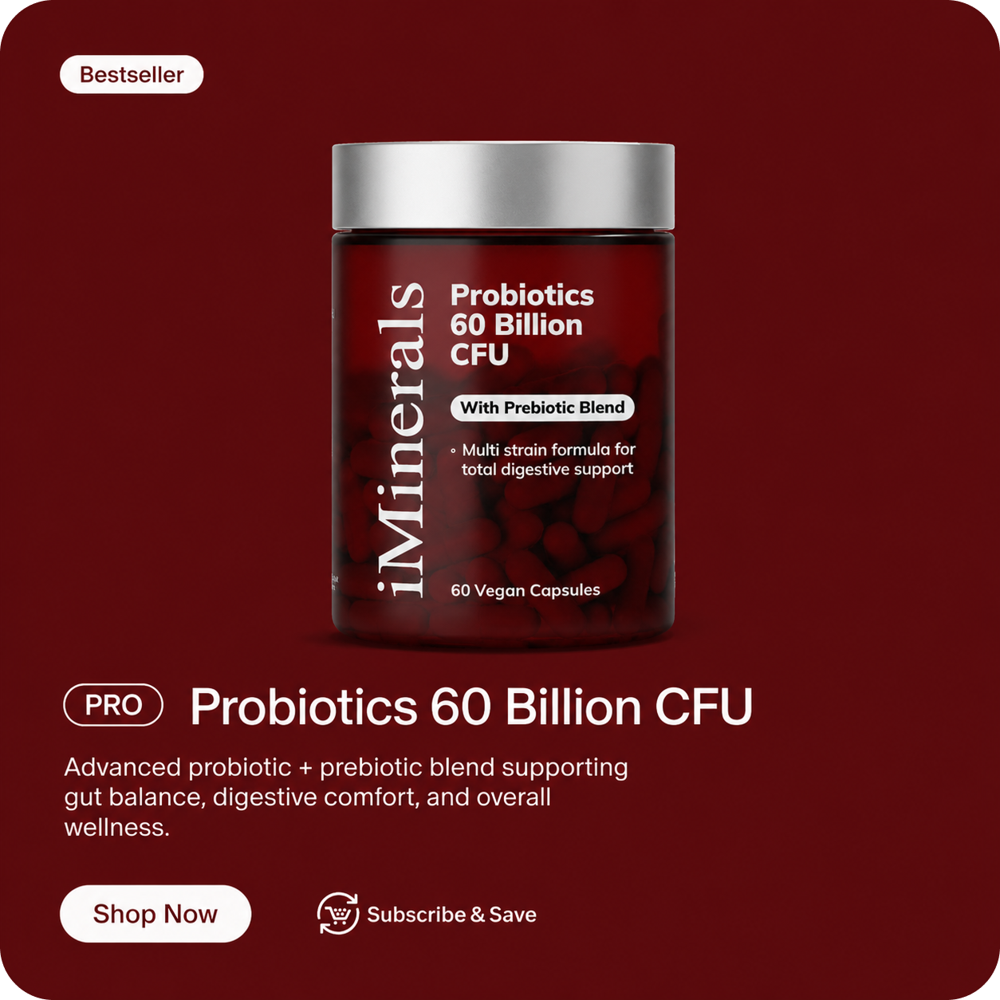 Bestseller
iMinerals
Probiotics
60 Billion
CFU
With Prebiotic Blend
Multi strain formula for
total digestive support
60 Vegan Capsules
PRO
Probiotics 60 Billion CFU
Advanced probiotic + prebiotic blend supporting
gut balance, digestive comfort, and overall
wellness.
Shop Now
Subscribe & Save